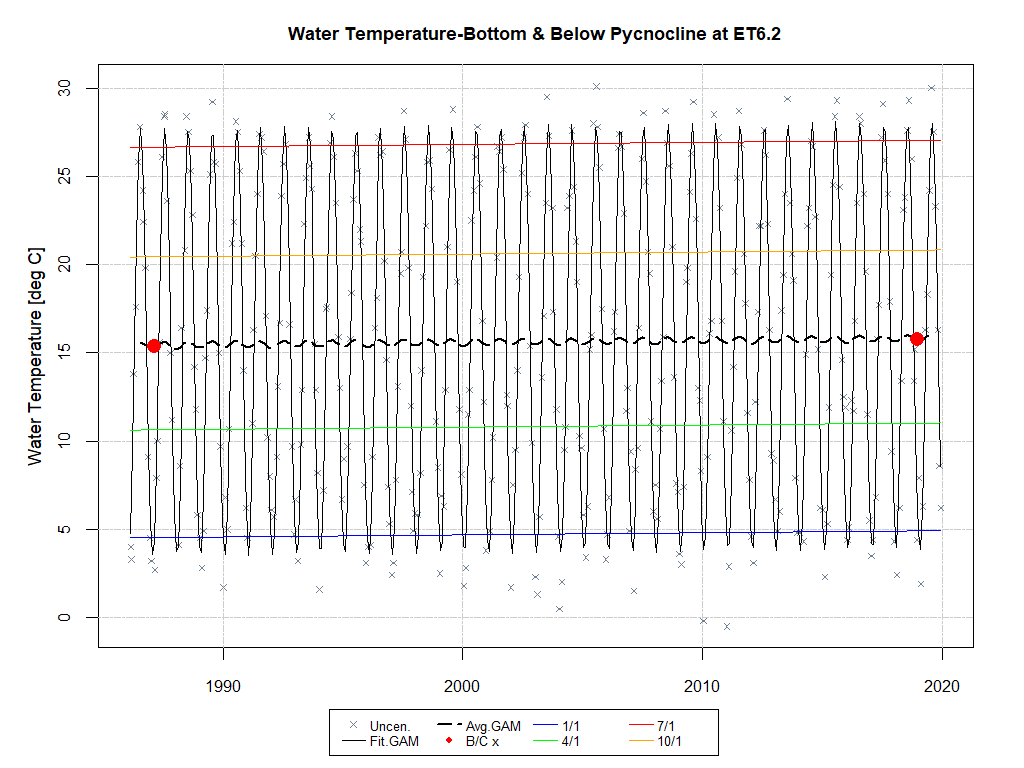 Water Temperature-Bottom & Below Pycnocline at ET6.2
Water Temperature [deg C]
30
25
20
15
10
5
0
1990 2000 2010 2020
Uncen. Avg.GAM 1/1 7/1
Fit.GAM B/C x 4/1 10/1